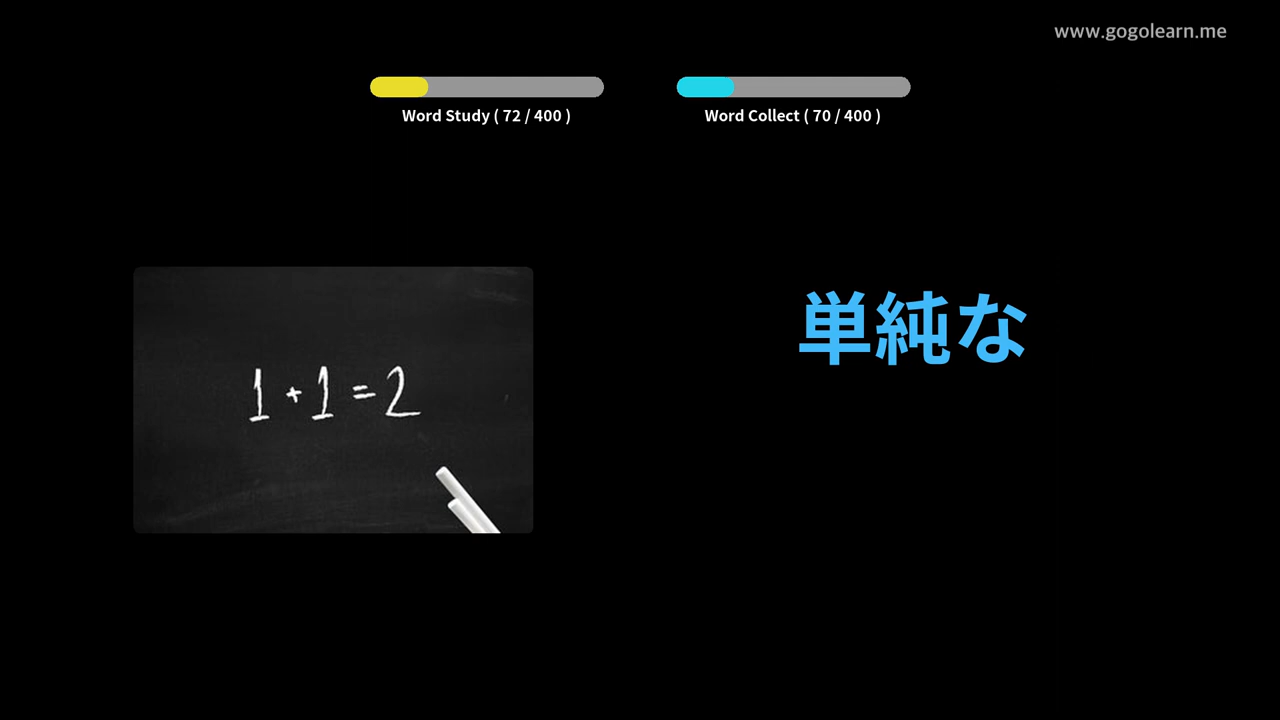 www.gogolearn.me
Word Study ( 72 / 400 )
Word Collect ( 70 / 400 )
1 + 1 = 2
単純な